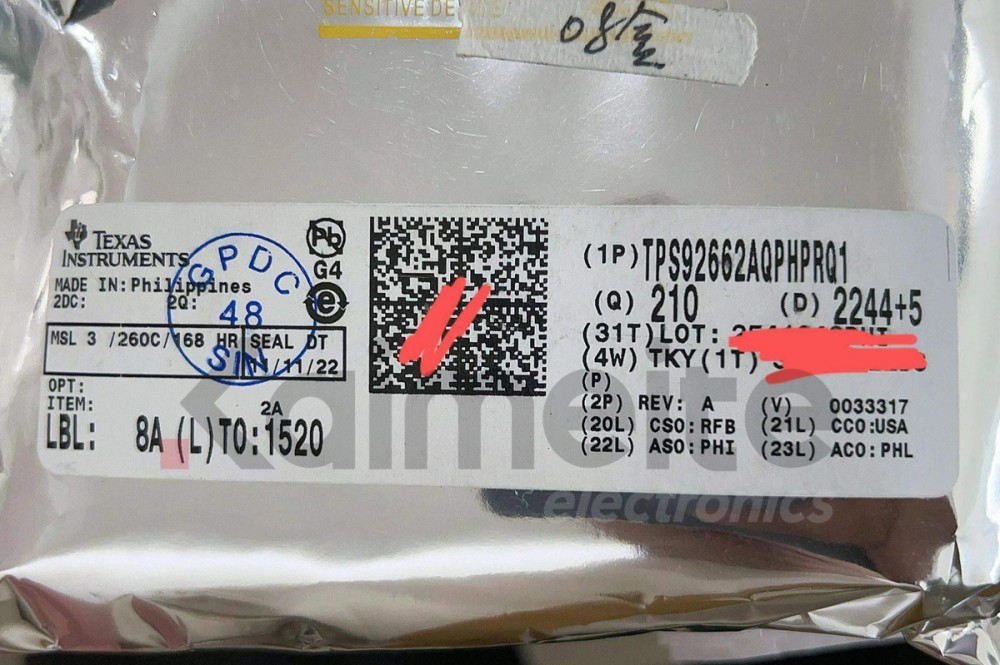 SENSITIVE DEVICE
08
TEXAS
INSTRUMENTS
MADE IN:Philippines
2DC: 2Q:
Pb
G4
e
GPDC
48
SIN
MSL 3 /260C/168 HR SEAL DT
11/11/22
OPT:
ITEM:
2A
LBL: 8A (L)TO:1520
(1P)TPS92662AQPHPRQ1
(Q) 210 (D) 2244+5
(31T)LOT:
(4W) TKY(1T)
(P)
(2P) REV: A (V) 0033317
(20L) CSO:RFB (21L) CCO:USA
(22L) ASO:PHI (23L) ACO:PHL
Kaimeite
electronics